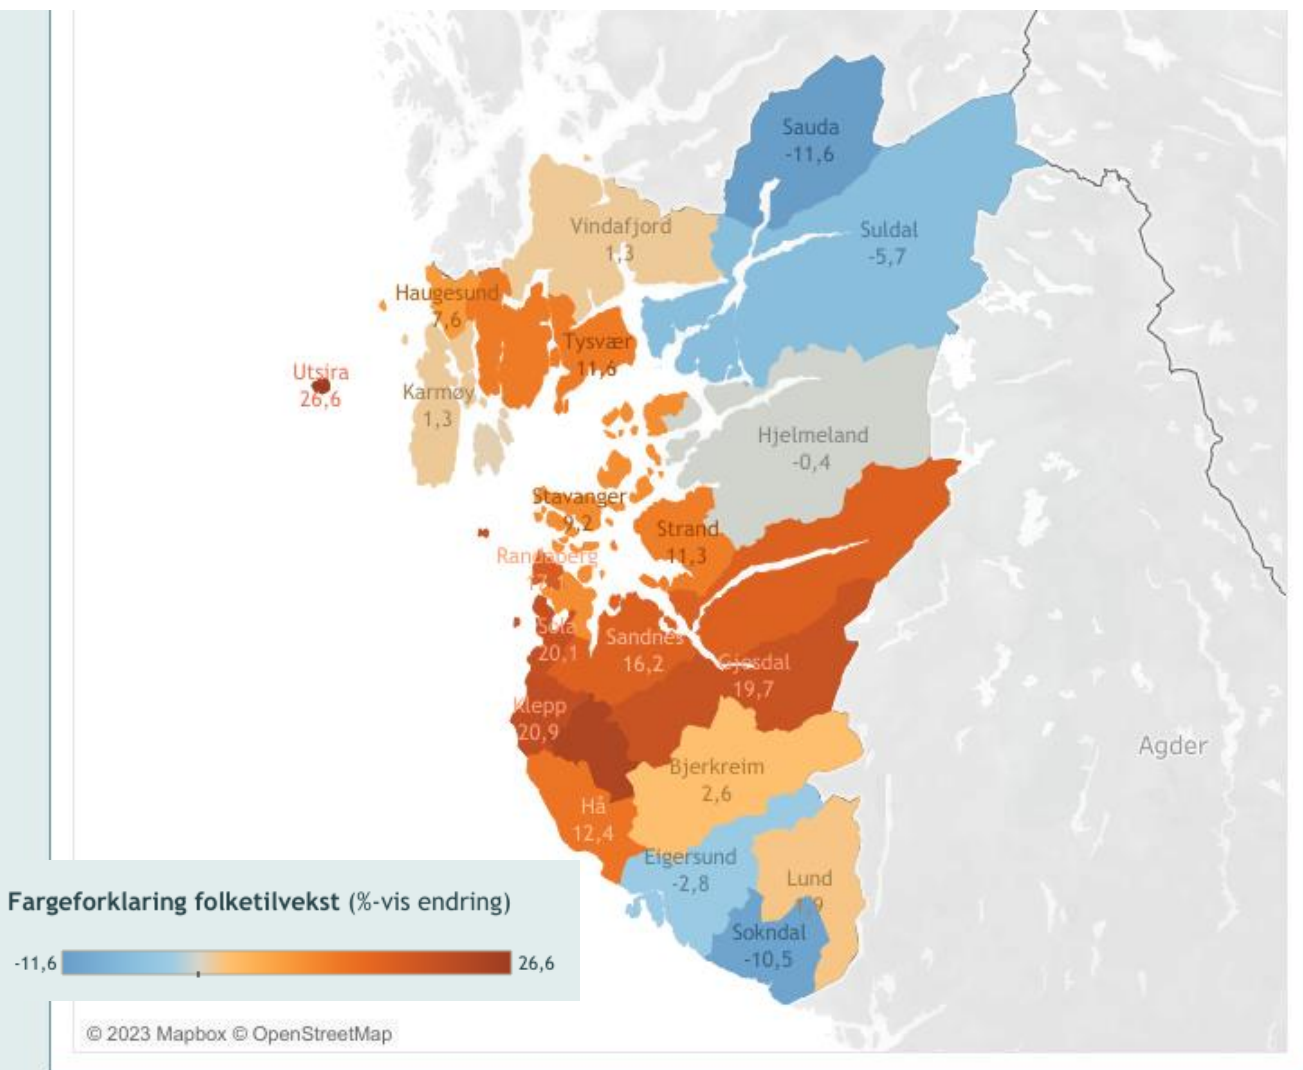 Sauda
-11,6
Suldal
-5,7
Vindafjord
1,3
Haugesund
7,6
Tysvær
11,6
Utsira
26,6
Karmøy
1,3
Hjelmeland
-0,4
Stavanger
9,2
Strand
11,3
Randaberg
Sola
20,1
Sandnes
16,2
Gjesdal
19,7
Klepp
20,9
Agder
Bjerkreim
2,6
Hå
12,4
Eigersund
-2,8
Lund
1,9
Sokndal
-10,5
Fargeforklaring folketilvekst (%-vis endring)
-11,6 26,6
© 2023 Mapbox © OpenStreetMap